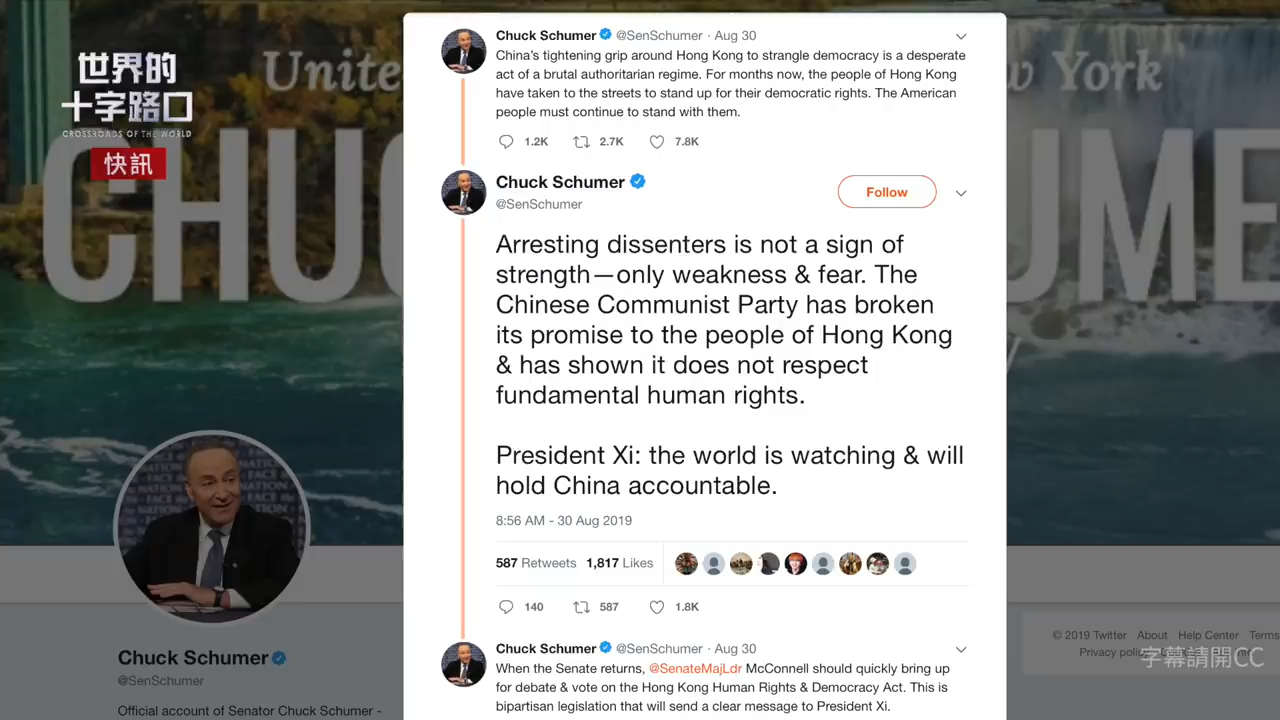 世界的
十字路口
CROSSROADS OF THE WORLD
快訊
Unite
w York
CHU
UME
Chuck Schumer @SenSchumer · Aug 30
China's tightening grip around Hong Kong to strangle democracy is a desperate
act of a brutal authoritarian regime. For months now, the people of Hong Kong
have taken to the streets to stand up for their democratic rights. The American
people must continue to stand with them.
1.2K 2.7K 7.8K
Chuck Schumer
@SenSchumer
Follow
Arresting dissenters is not a sign of
strength—only weakness & fear. The
Chinese Communist Party has broken
its promise to the people of Hong Kong
& has shown it does not respect
fundamental human rights.
President Xi: the world is watching & will
hold China accountable.
8:56 AM - 30 Aug 2019
587 Retweets 1,817 Likes
140 587 1.8K
Chuck Schumer @SenSchumer · Aug 30
When the Senate returns, @SenateMajLdr McConnell should quickly bring up
for debate & vote on the Hong Kong Human Rights & Democracy Act. This is
bipartisan legislation that will send a clear message to President Xi.
NATION
FACE
Chuck Schumer
@SenSchumer
Official account of Senator Chuck Schumer -
© 2019 Twitter About Help Center Terms
Privacy policy
字幕請開CC